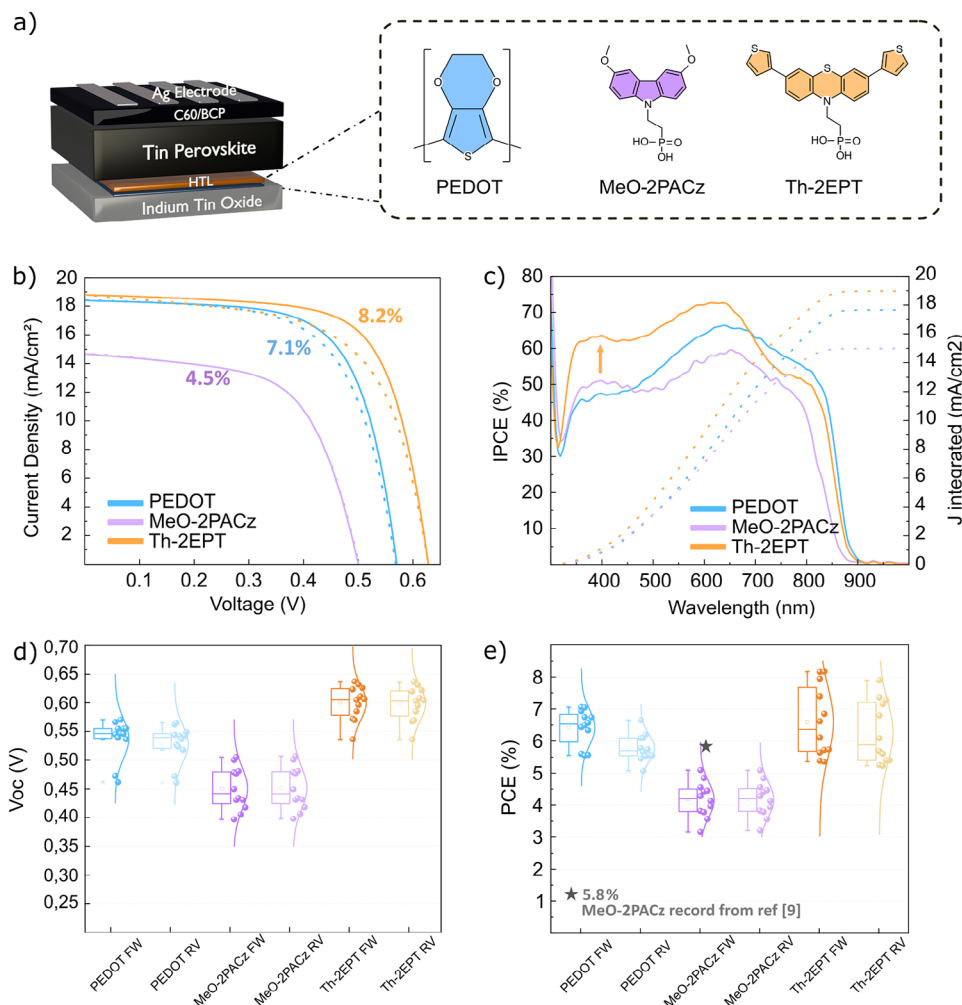 a)
Ag Electrode
C60/BCP
Tin Perovskite
HTL
Indium Tin Oxide
O
O
S
PEDOT
O
O
N
HO
P
O
OH
MeO-2PACz
S
S
S
N
HO
P
O
OH
Th-2EPT
b)
20
18
16
14
12
10
8
6
4
2
Current Density (mA/cm²)
8.2%
7.1%
4.5%
PEDOT
MeO-2PACz
Th-2EPT
0.1 0.2 0.3 0.4 0.5 0.6
Voltage (V)
c)
80
70
60
50
40
30
20
10
IPCE (%)
PEDOT
MeO-2PACz
Th-2EPT
400 500 600 700 800 900
Wavelength (nm)
20
18
16
14
12
10
8
6
4
2
0
J integrated (mA/cm2)
d)
0,70
0,65
0,60
0,55
0,50
0,45
0,40
0,35
0,30
0,25
Voc (V)
PEDOT FW
PEDOT RV
MeO-2PACz FW
MeO-2PACz RV
Th-2EPT FW
Th-2EPT RV
e)
8
7
6
5
4
3
2
1
PCE (%)
★ 5.8%
MeO-2PACz record from ref [9]
PEDOT FW
PEDOT RV
MeO-2PACz FW
MeO-2PACz RV
Th-2EPT FW
Th-2EPT RV